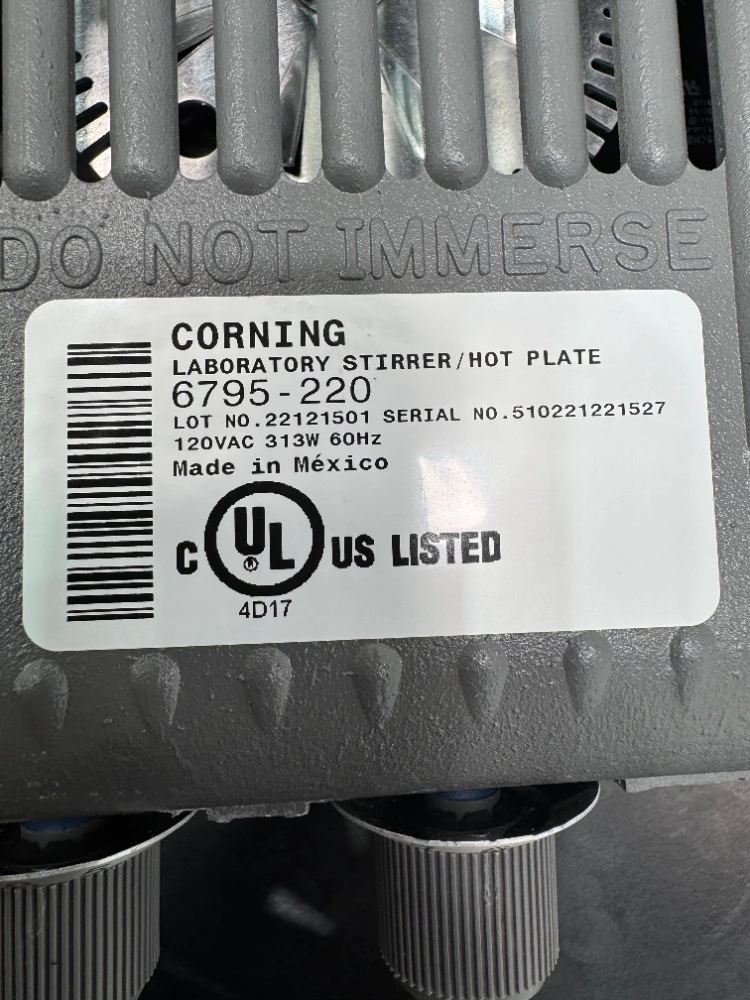 DO NOT IMMERSE
CORNING
LABORATORY STIRRER/HOT PLATE
6795-220
LOT NO.22121501 SERIAL NO.510221221527
120VAC 313W 60Hz
Made in México
C UL US LISTED
4D17